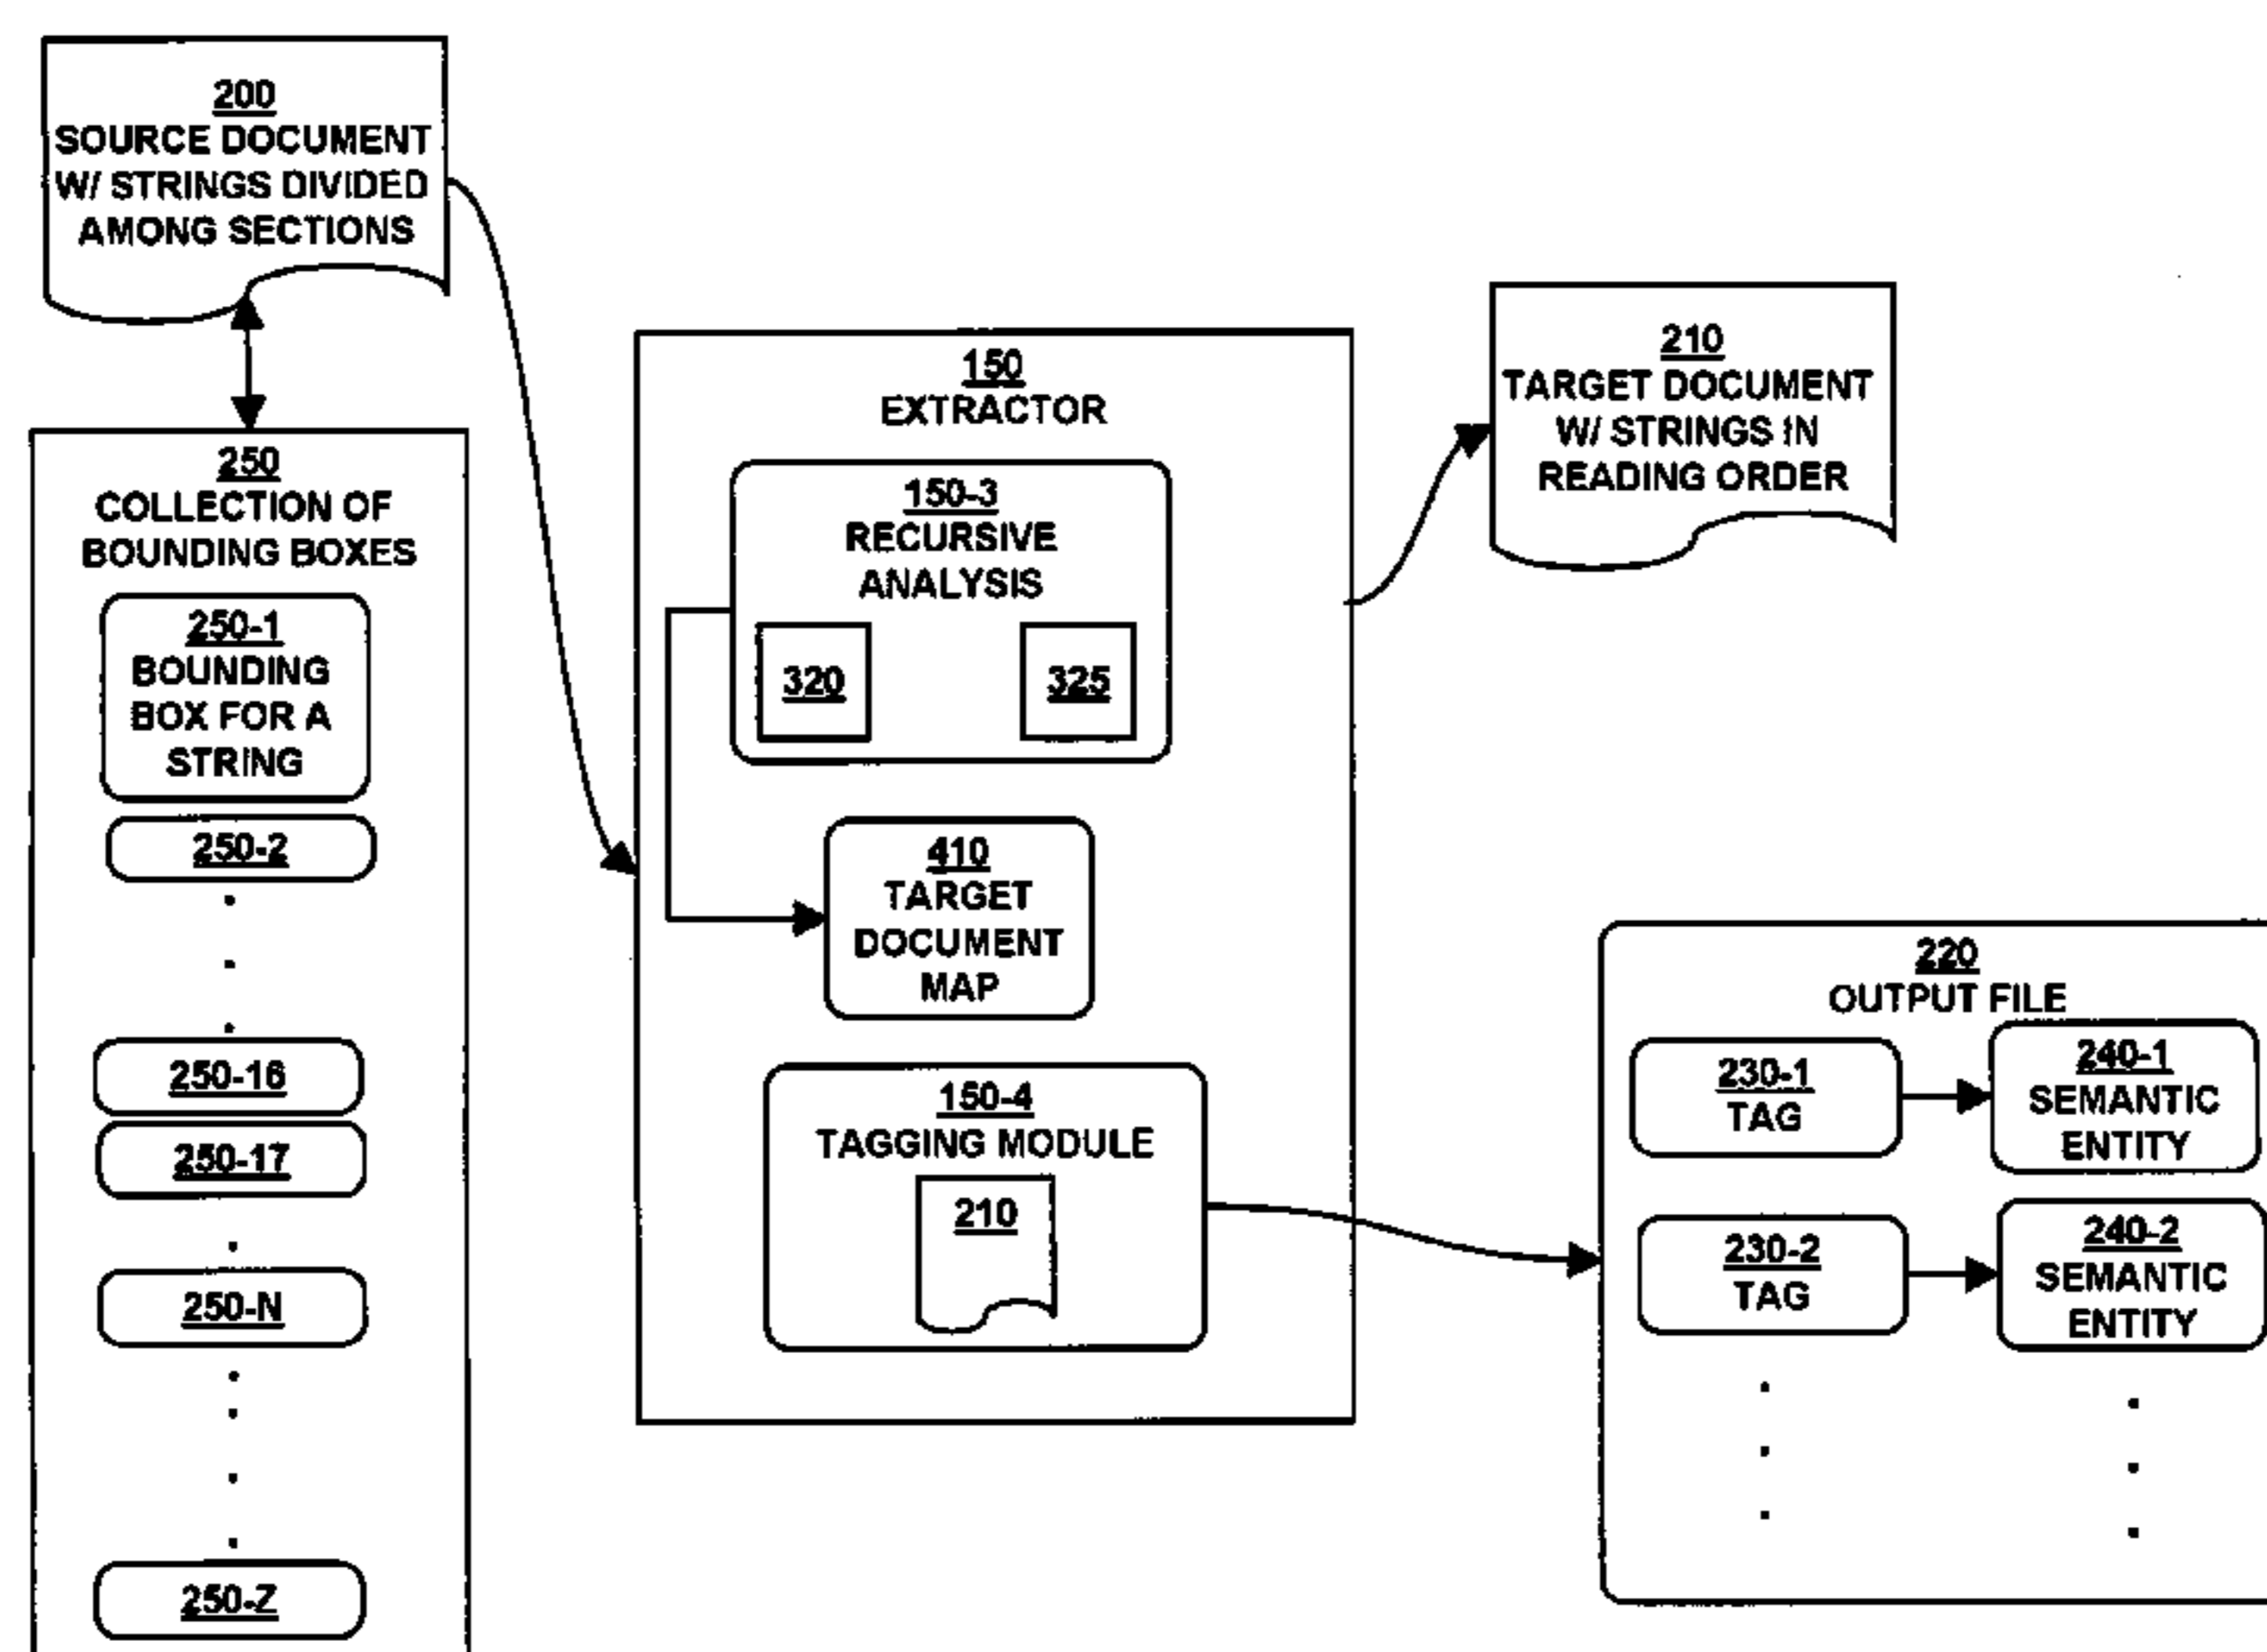 200
SOURCE DOCUMENT
W/ STRINGS DIVIDED
AMONG SECTIONS
250
COLLECTION OF
BOUNDING BOXES
250-1
BOUNDING
BOX FOR A
STRING
250-2
250-16
250-17
250-N
250-Z
150
EXTRACTOR
150-3
RECURSIVE
ANALYSIS
320
325
410
TARGET
DOCUMENT
MAP
150-4
TAGGING MODULE
210
210
TARGET DOCUMENT
W/ STRINGS IN
READING ORDER
220
OUTPUT FILE
230-1
TAG
240-1
SEMANTIC
ENTITY
230-2
TAG
240-2
SEMANTIC
ENTITY